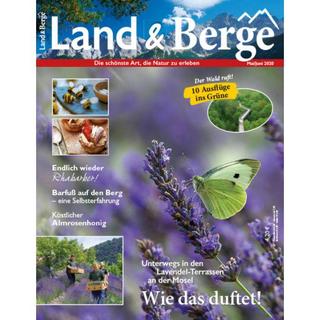 Land & Berge
Land & Berge
Die schönste Art, die Natur zu erleben
Mai/Juni 2020
Der Wald ruft!
10 Ausflüge
ins Grüne
Endlich wieder
Rhabarber!
Barfuß auf den Berg
– eine Selbsterfahrung
Köstlicher
Almrosenhonig
Unterwegs in den
Lavendel-Terrassen
an der Mosel
Wie das duftet!